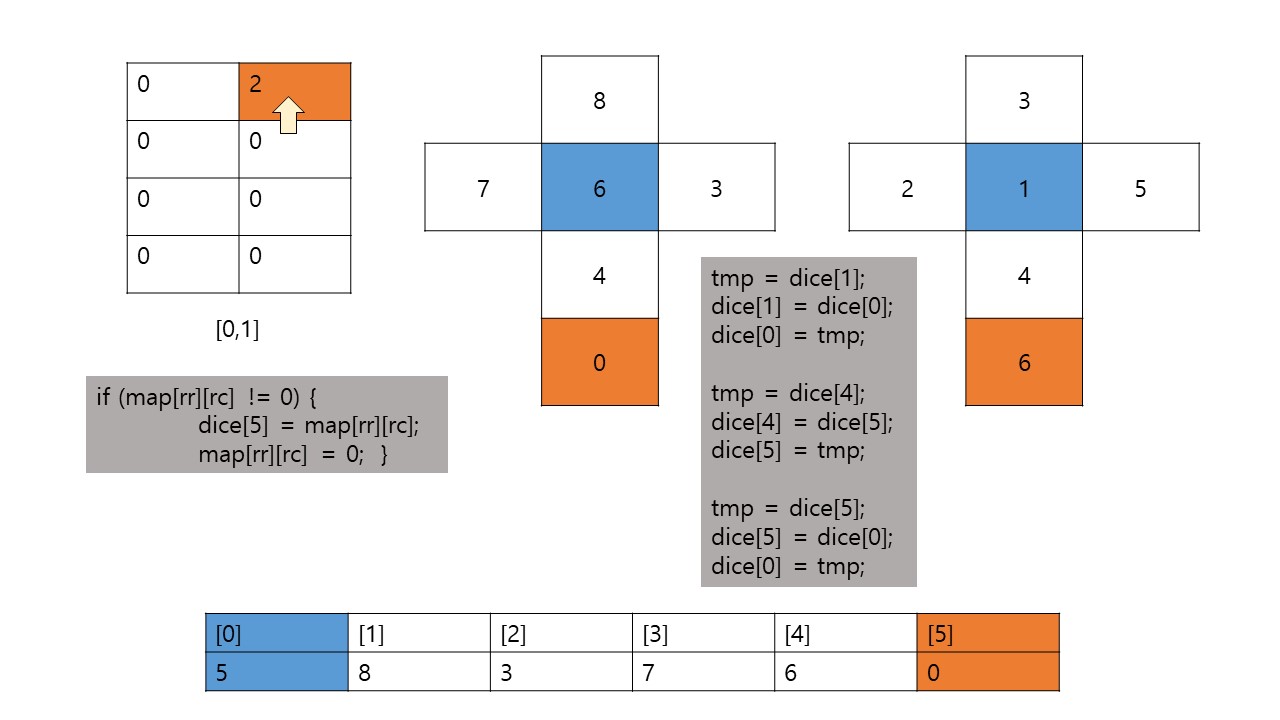 0 2
0 0
0 0
0 0
[0,1]
if (map[rr][rc] != 0) {
dice[5] = map[rr][rc];
map[rr][rc] = 0; }
8
7 6 3
4
0
3
2 1 5
4
6
tmp = dice[1];
dice[1] = dice[0];
dice[0] = tmp;
tmp = dice[4];
dice[4] = dice[5];
dice[5] = tmp;
tmp = dice[5];
dice[5] = dice[0];
dice[0] = tmp;
[0] [1] [2] [3] [4] [5]
5 8 3 7 6 0